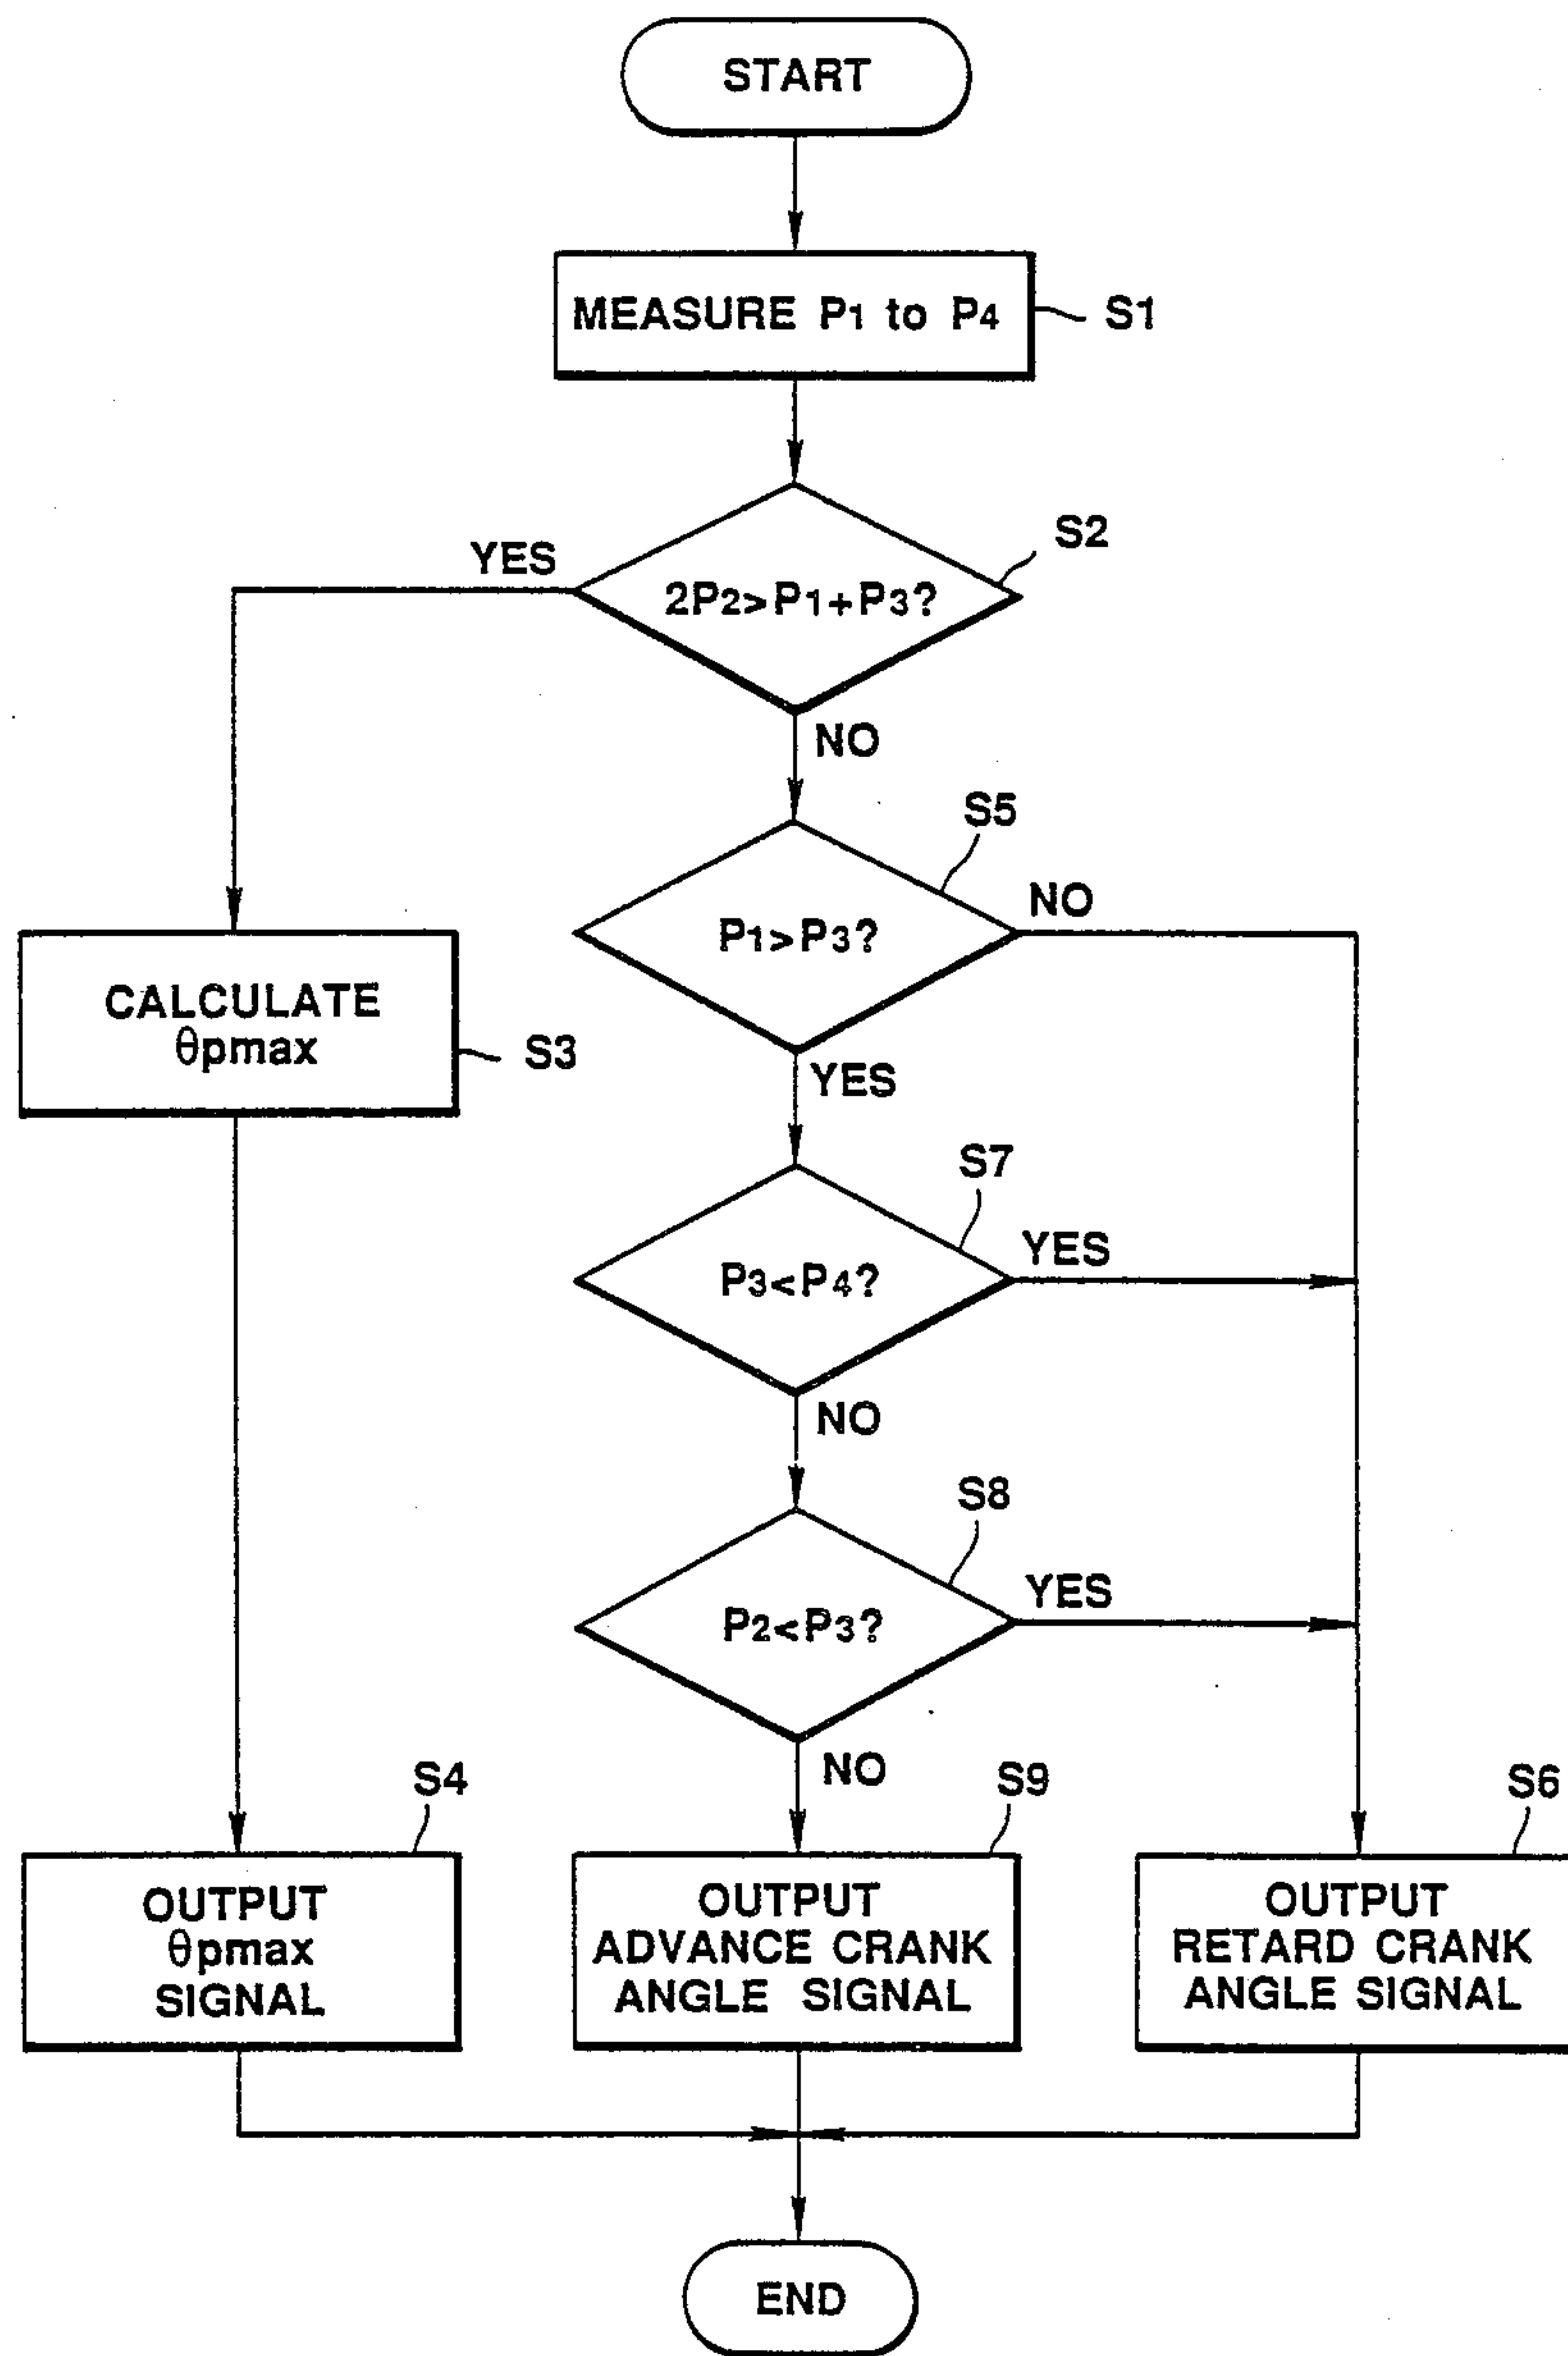 START
MEASURE P1 to P4
S1
S2
YES
2P2>P1+P3?
NO
S5
NO
P1>P3?
CALCULATE
θpmax
S3
YES
S7
YES
P3<P4?
NO
S8
YES
P2<P3?
NO
S4
S9
S6
OUTPUT
θpmax
SIGNAL
OUTPUT
ADVANCE CRANK
ANGLE SIGNAL
OUTPUT
RETARD CRANK
ANGLE SIGNAL
END